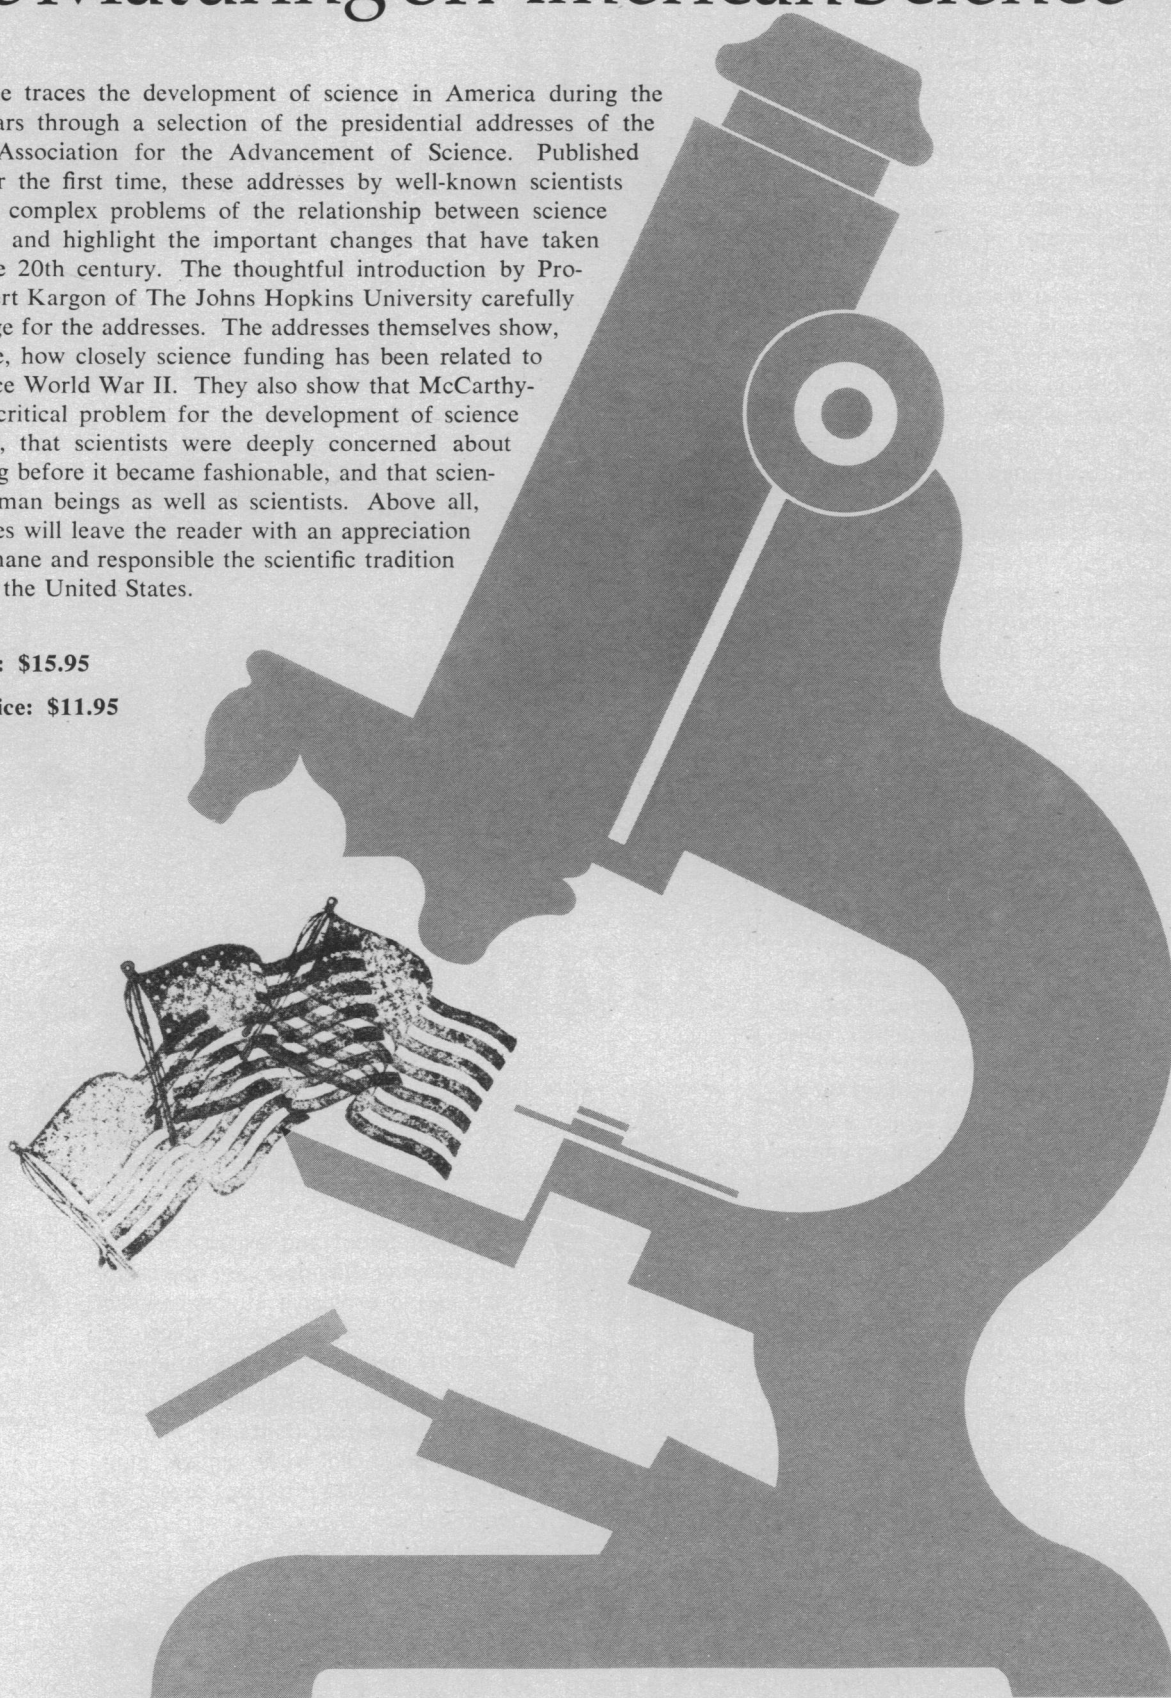 Maturing of American Science
e traces the development of science in America during the
ars through a selection of the presidential addresses of the
Association for the Advancement of Science. Published
r the first time, these addresses by well-known scientists
complex problems of the relationship between science
and highlight the important changes that have taken
e 20th century. The thoughtful introduction by Pro-
rt Kargon of The Johns Hopkins University carefully
ge for the addresses. The addresses themselves show,
e, how closely science funding has been related to
ce World War II. They also show that McCarthy-
critical problem for the development of science
, that scientists were deeply concerned about
g before it became fashionable, and that scien-
man beings as well as scientists. Above all,
es will leave the reader with an appreciation
mane and responsible the scientific tradition
the United States.
: $15.95
ice: $11.95